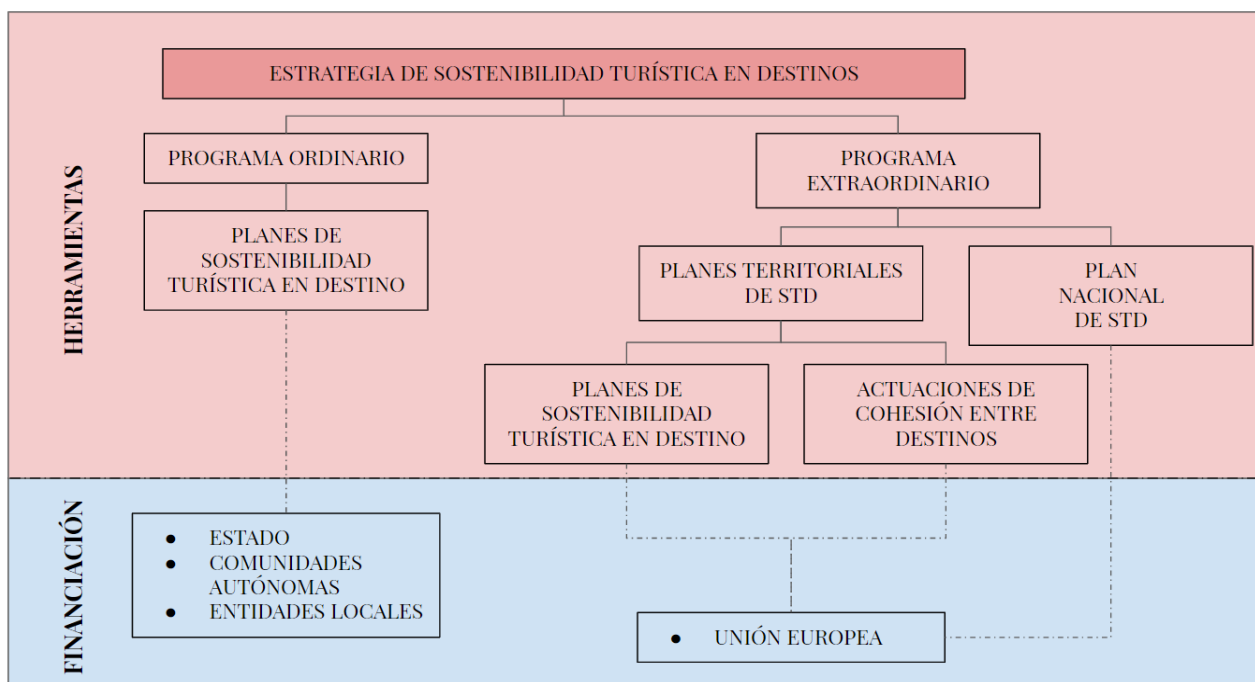 ESTRATEGIA DE SOSTENIBILIDAD TURÍSTICA EN DESTINOS
HERRAMIENTAS
PROGRAMA ORDINARIO
PROGRAMA
EXTRAORDINARIO
PLANES DE
SOSTENIBILIDAD
TURÍSTICA EN DESTINO
PLANES TERRITORIALES
DE STD
PLAN
NACIONAL
DE STD
PLANES DE
SOSTENIBILIDAD
TURÍSTICA EN DESTINO
ACTUACIONES DE
COHESIÓN ENTRE
DESTINOS
FINANCIACIÓN
● ESTADO
● COMUNIDADES
AUTÓNOMAS
● ENTIDADES LOCALES
● UNIÓN EUROPEA